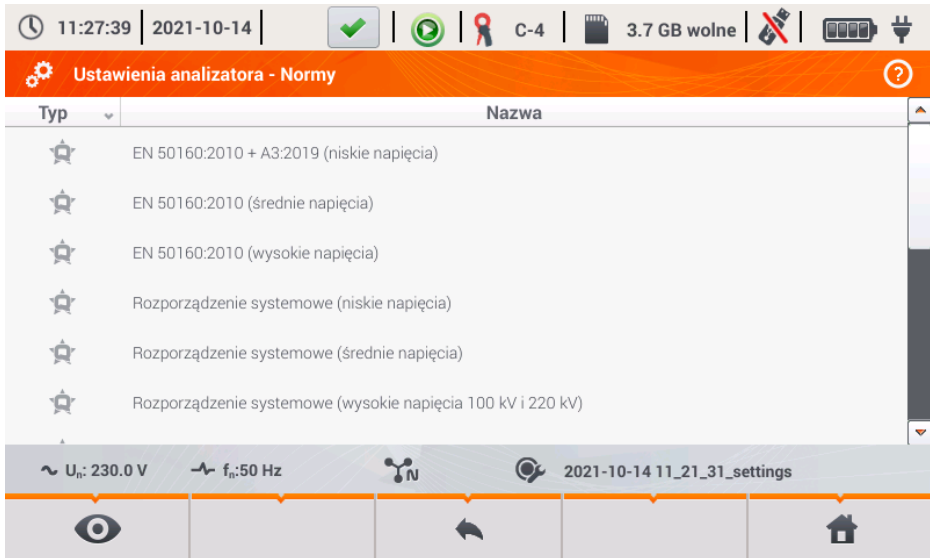 11:27:39 2021-10-14 C-4 3.7 GB wolne
Ustawienia analizatora - Normy ?
Typ Nazwa
EN 50160:2010 + A3:2019 (niskie napięcia)
EN 50160:2010 (średnie napięcia)
EN 50160:2010 (wysokie napięcia)
Rozporządzenie systemowe (niskie napięcia)
Rozporządzenie systemowe (średnie napięcia)
Rozporządzenie systemowe (wysokie napięcia 100 kV i 220 kV)
Un: 230.0 V fn:50 Hz N 2021-10-14 11_21_31_settings